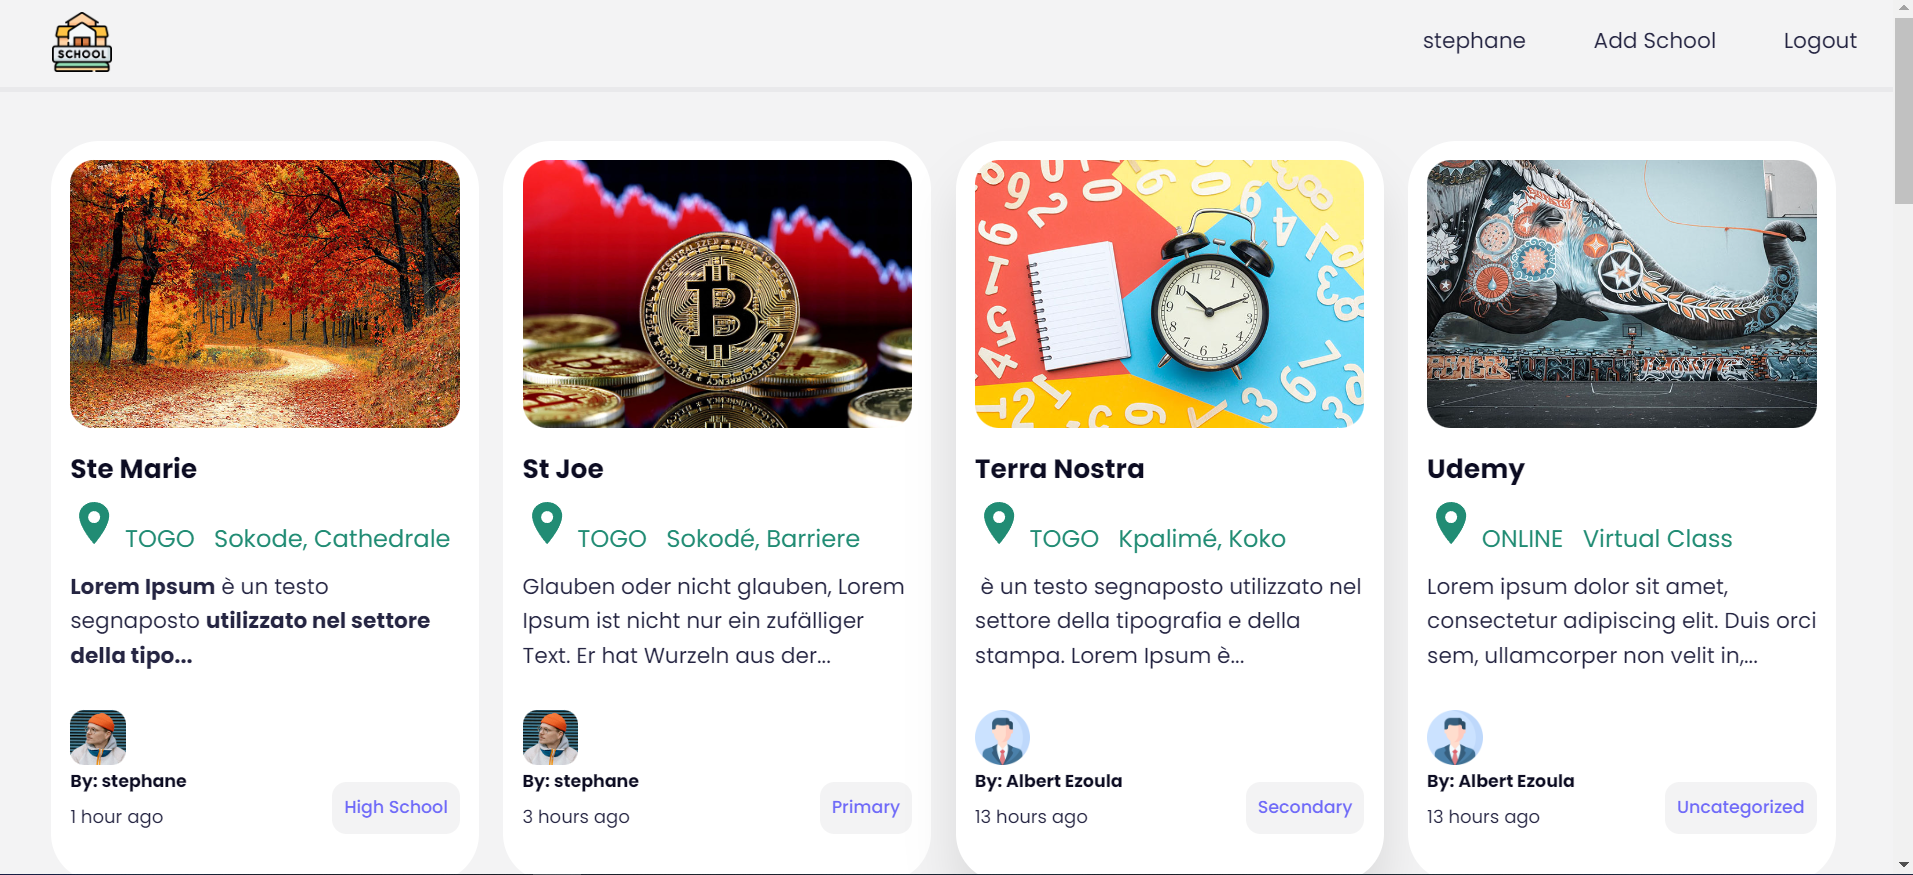 SCHOOL
stephane
Add School
Logout
Ste Marie
TOGO Sokode, Cathedrale
Lorem Ipsum è un testo
segnaposto utilizzato nel settore
della tipo...
By: stephane
1 hour ago
High School
St Joe
TOGO Sokodé, Barriere
Glauben oder nicht glauben, Lorem
Ipsum ist nicht nur ein zufälliger
Text. Er hat Wurzeln aus der...
By: stephane
3 hours ago
Primary
Terra Nostra
TOGO Kpalimé, Koko
è un testo segnaposto utilizzato nel
settore della tipografia e della
stampa. Lorem Ipsum è...
By: Albert Ezoula
13 hours ago
Secondary
Udemy
ONLINE Virtual Class
Lorem ipsum dolor sit amet,
consectetur adipiscing elit. Duis orci
sem, ullamcorper non velit in,...
By: Albert Ezoula
13 hours ago
Uncategorized